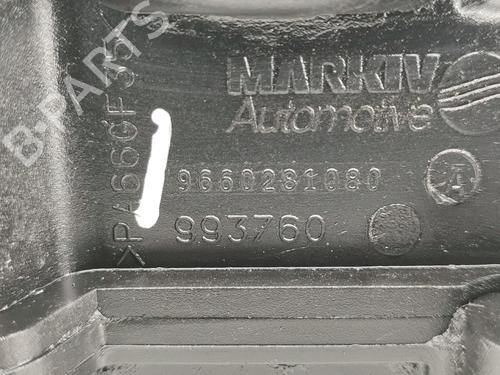 MARKIV
Automotive
9660281080
993760
A
>PA66GF35<
B-PARTS